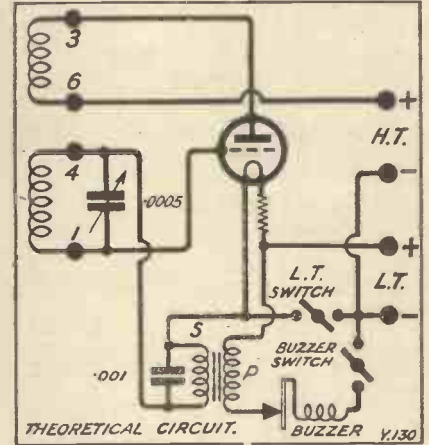 3
6
+
H.T.
4
-
.0005
1
+
L.T. L.T.
SWITCH
-
S
BUZZER
SWITCH
.001
P
BUZZER
THEORETICAL CIRCUIT. Y.130